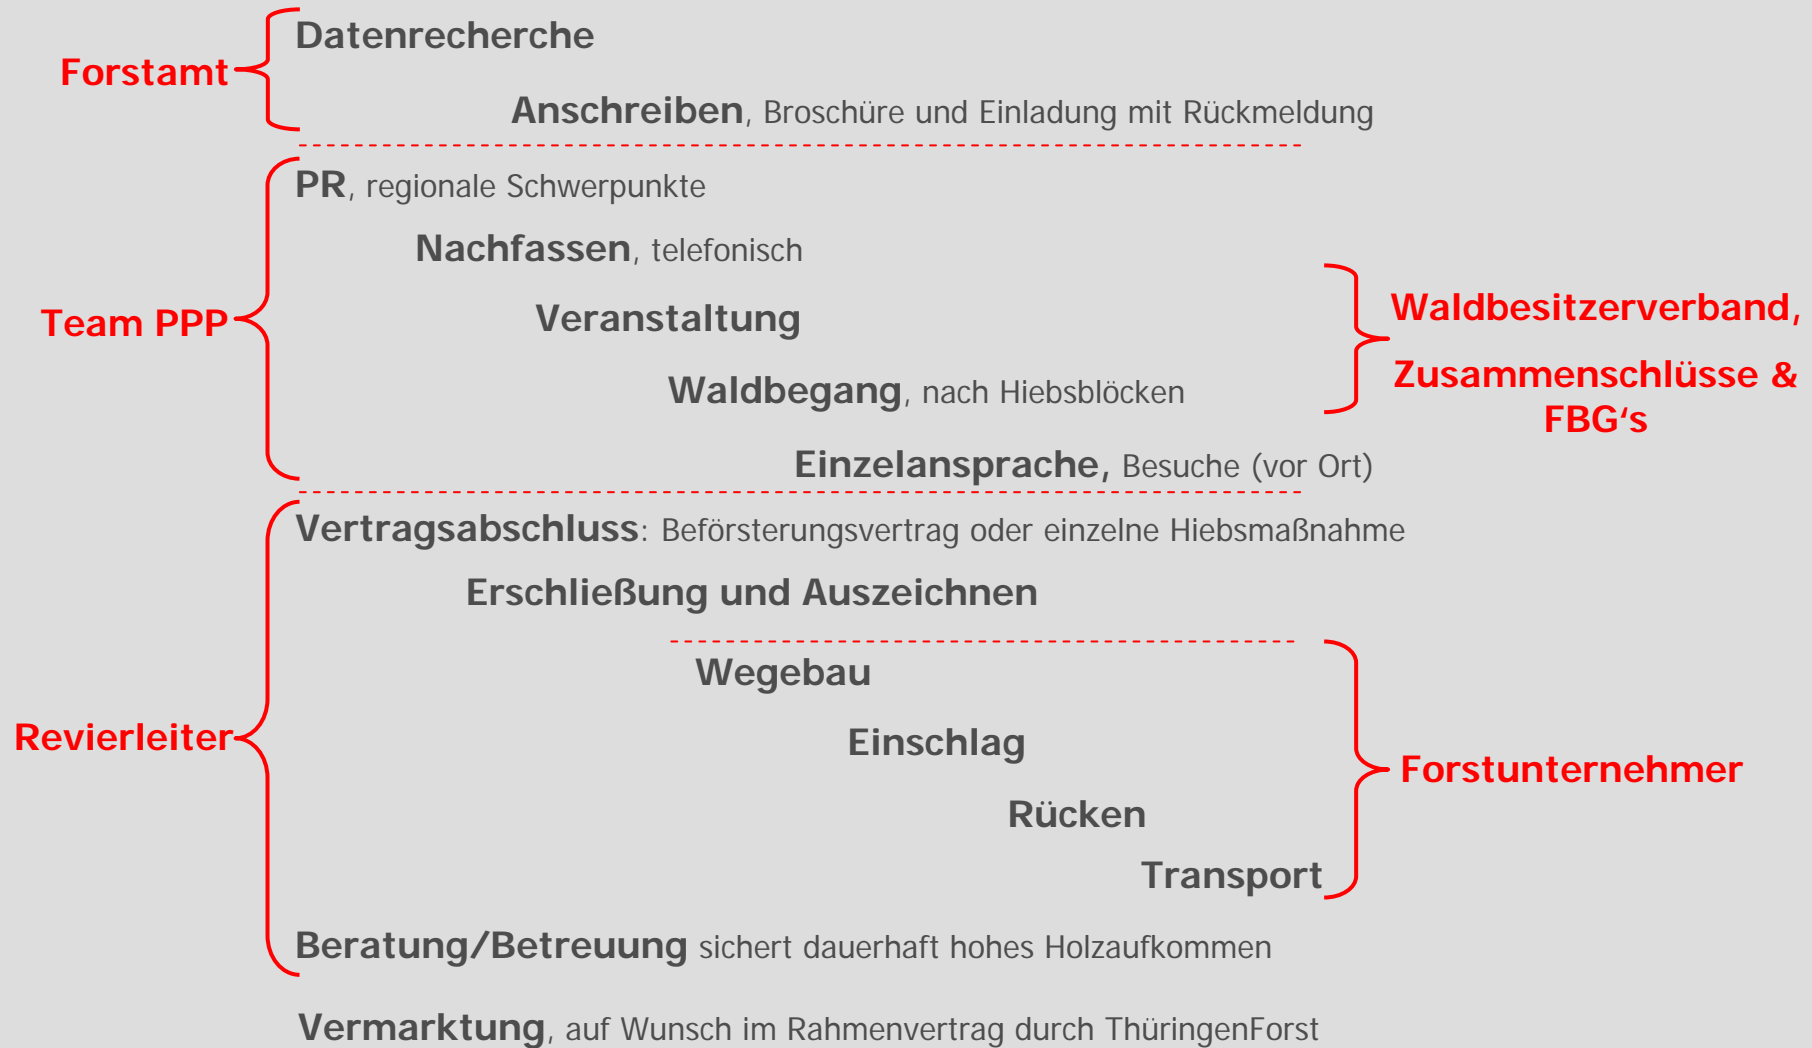 Datenrecherche
Forstamt
Anschreiben, Broschüre und Einladung mit Rückmeldung
PR, regionale Schwerpunkte
Nachfassen, telefonisch
Team PPP
Veranstaltung
Waldbegang, nach Hiebsblöcken
Waldbesitzerverband,
Zusammenschlüsse &
FBG‘s
Einzelansprache, Besuche (vor Ort)
Vertragsabschluss: Beförsterungsvertrag oder einzelne Hiebsmaßnahme
Erschließung und Auszeichnen
Wegebau
Revierleiter
Einschlag
Forstunternehmer
Rücken
Transport
Beratung/Betreuung sichert dauerhaft hohes Holzaufkommen
Vermarktung, auf Wunsch im Rahmenvertrag durch ThüringenForst